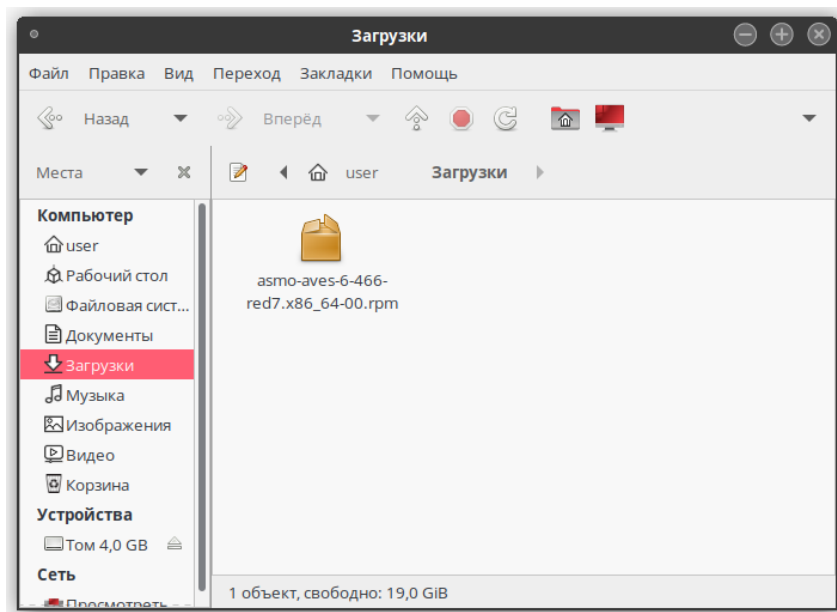 Загрузки
Файл Правка Вид Переход Закладки Помощь
Назад Вперёд
Места user Загрузки
Компьютер
user
Рабочий стол
Файловая сист...
Документы
Загрузки
Музыка
Изображения
Видео
Корзина
Устройства
Том 4,0 GB
Сеть
Просмотреть
asmo-aves-6-466-
red7.x86_64-00.rpm
1 объект, свободно: 19,0 GiB